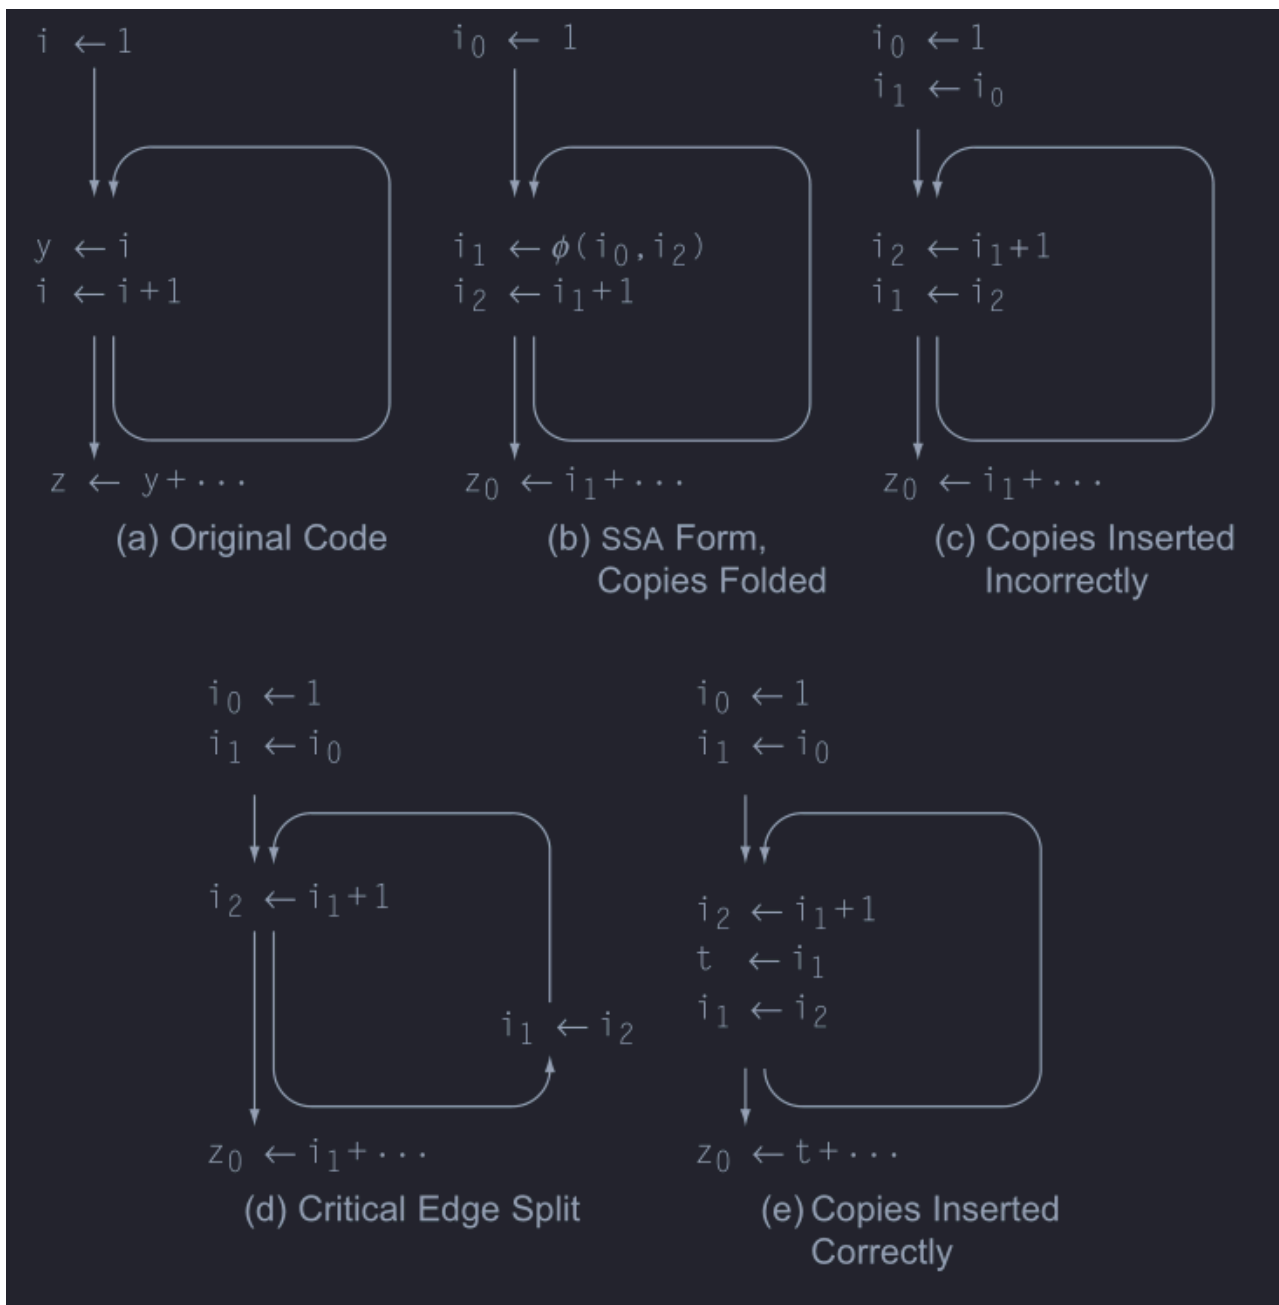 i ← 1
y ← i
i ← i+1
z ← y+···
(a) Original Code
i₀ ← 1
i₁ ← ϕ(i₀,i₂)
i₂ ← i₁+1
z₀ ← i₁+···
(b) SSA Form,
Copies Folded
i₀ ← 1
i₁ ← i₀
i₂ ← i₁+1
i₁ ← i₂
z₀ ← i₁+···
(c) Copies Inserted
Incorrectly
i₀ ← 1
i₁ ← i₀
i₂ ← i₁+1
i₁ ← i₂
z₀ ← i₁+···
(d) Critical Edge Split
i₀ ← 1
i₁ ← i₀
i₂ ← i₁+1
t ← i₁
i₁ ← i₂
z₀ ← t+···
(e) Copies Inserted
Correctly